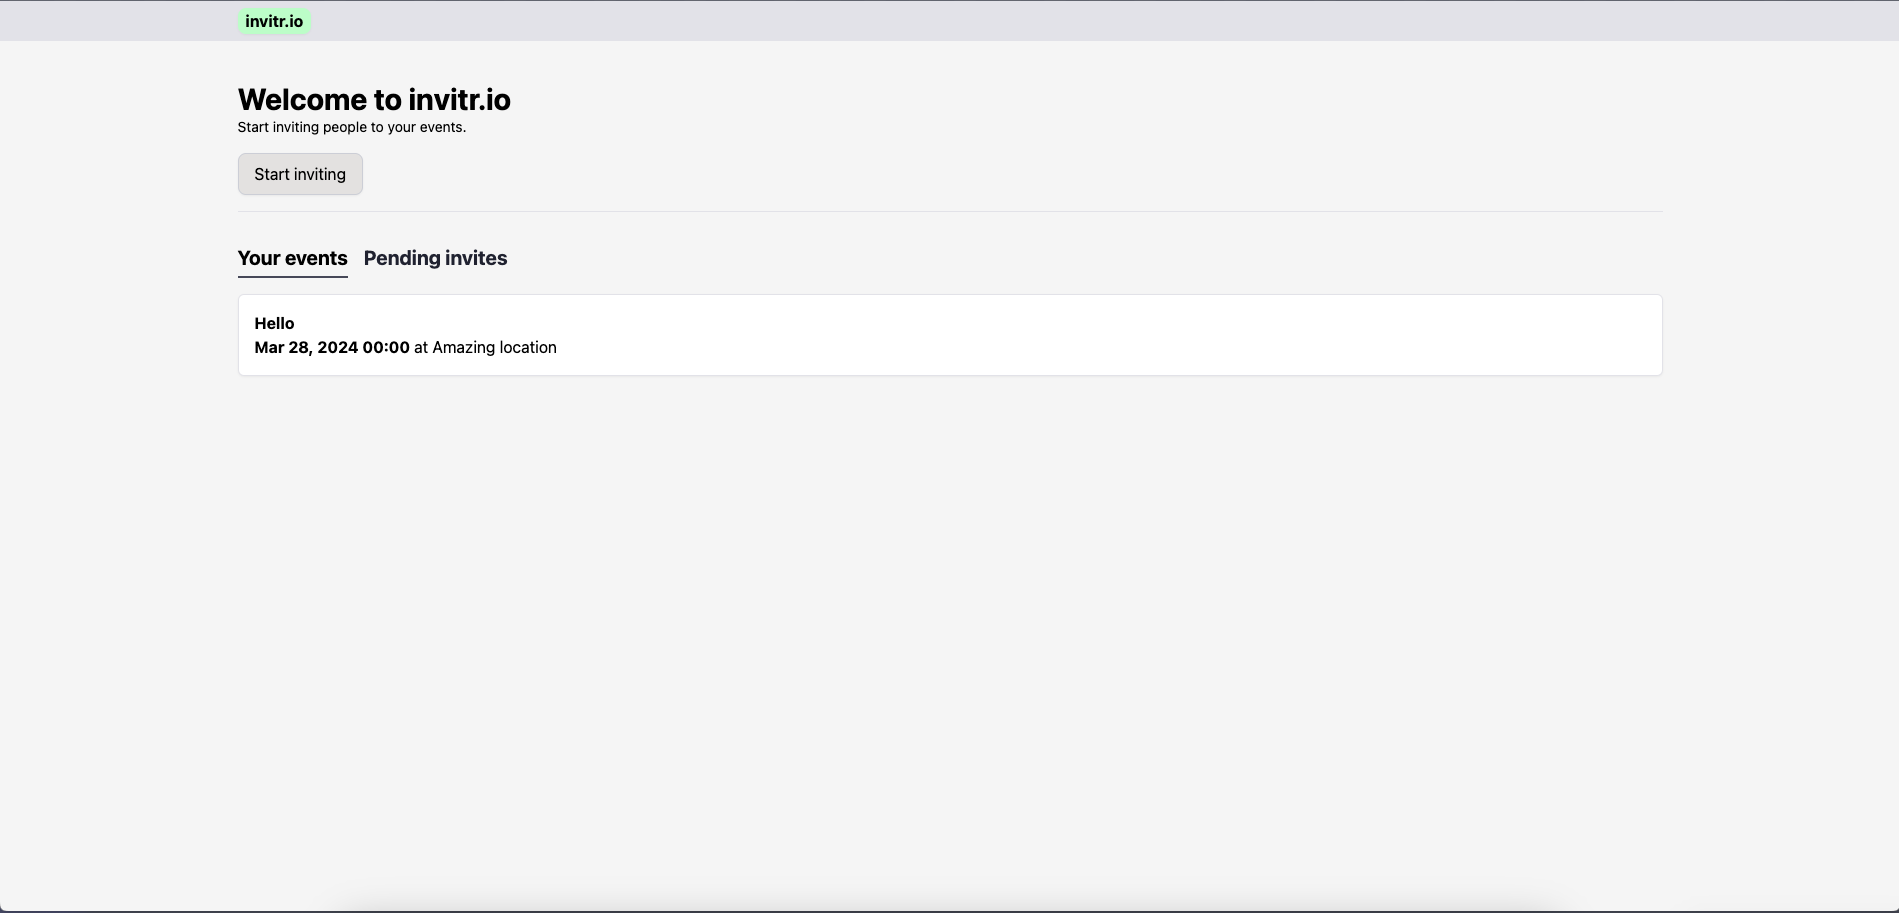 invitr.io
Welcome to invitr.io
Start inviting people to your events.
Start inviting
Your events Pending invites
Hello
Mar 28, 2024 00:00 at Amazing location